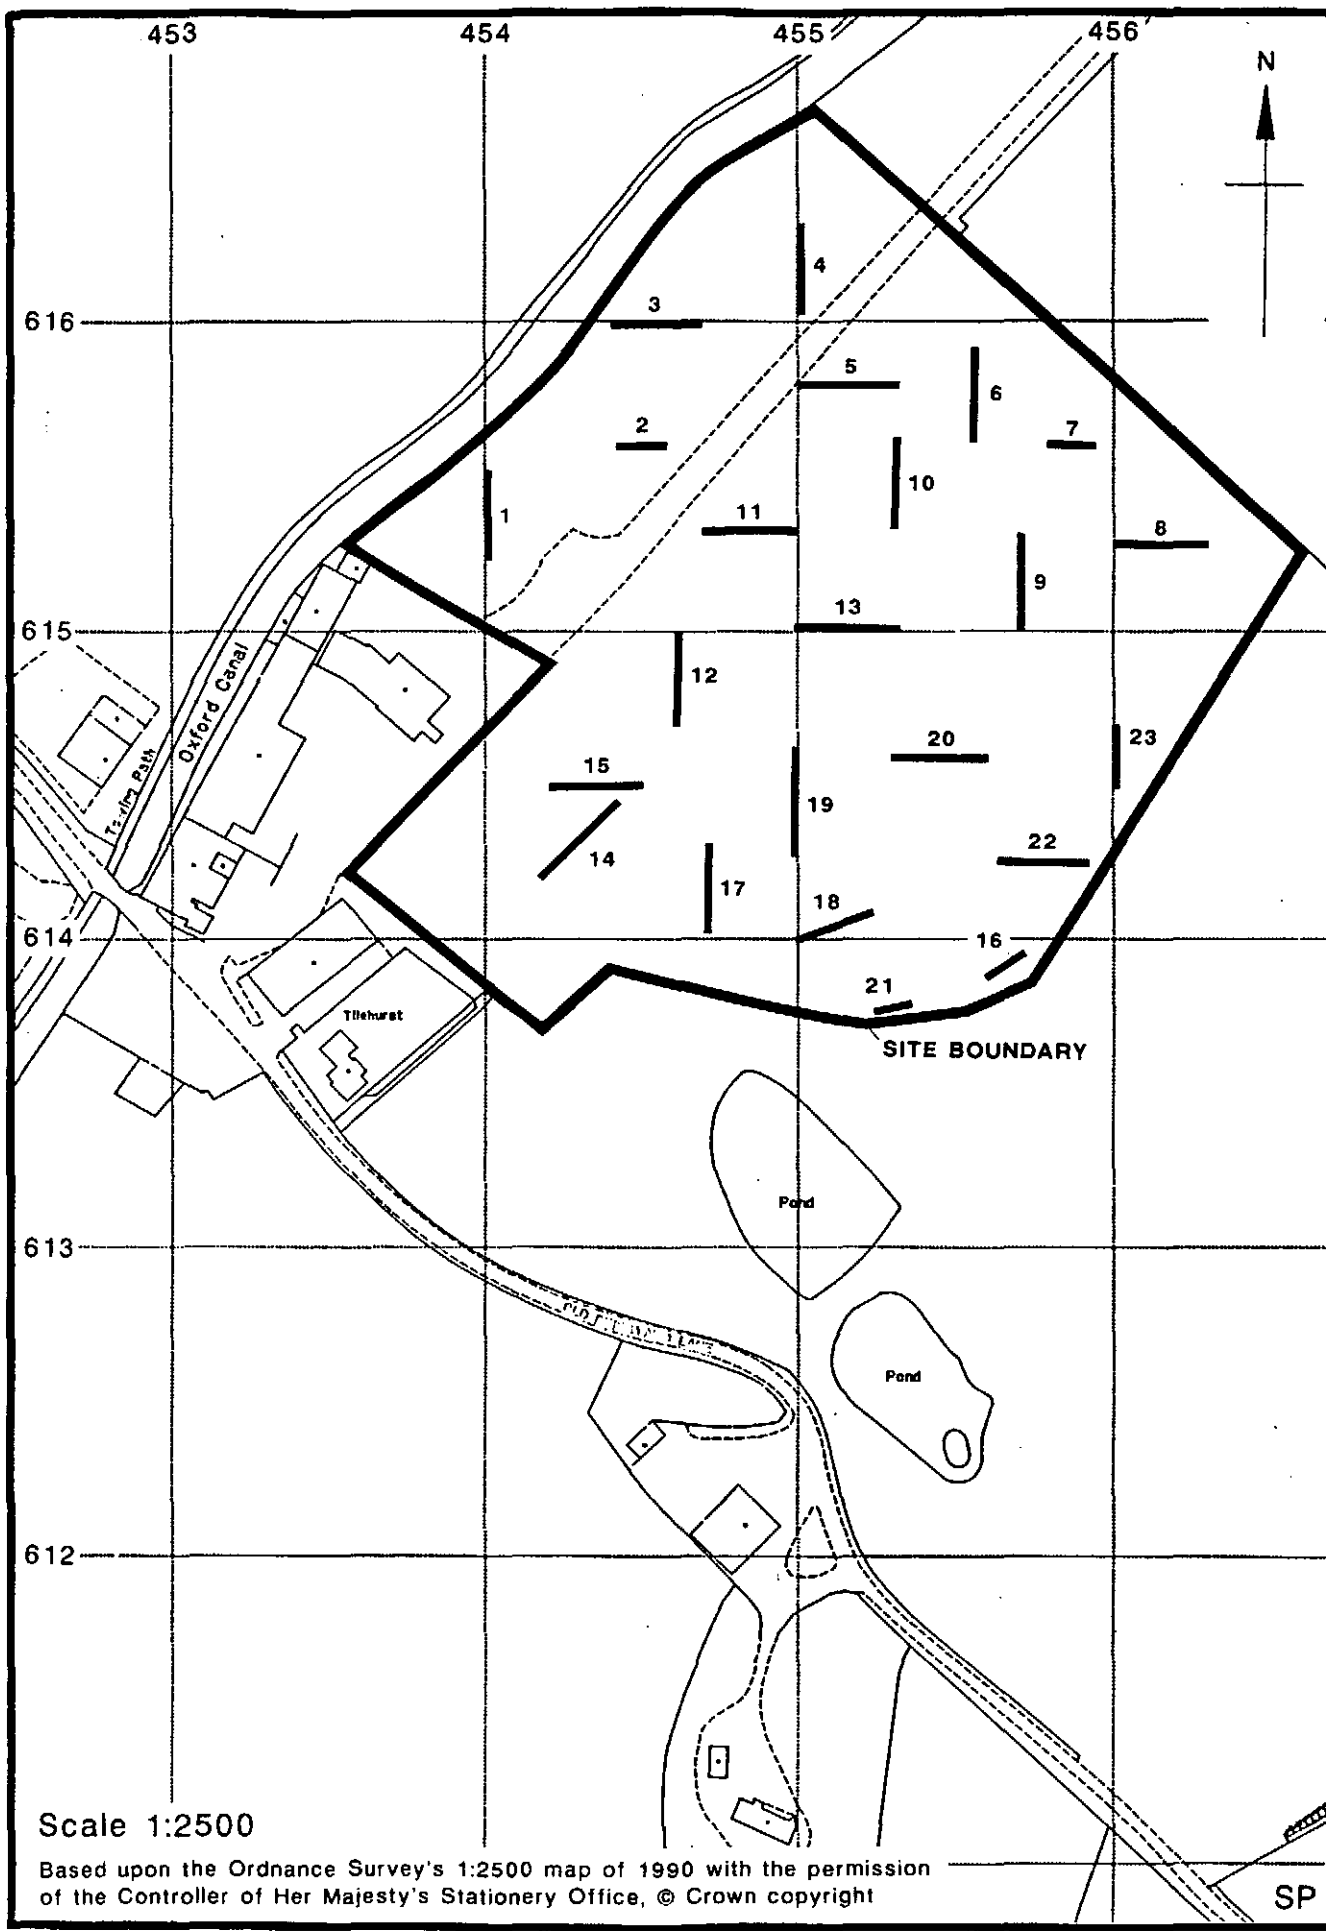 453 454 455 456
N
4
616
3
5
6
2
7
10
1
11
8
9
13
615
12
Oxford Canal
20
23
15
Towing Path
19
14
22
17
18
614
16
21
Tilehurst
SITE BOUNDARY
Pond
613
Pond
612
Scale 1:2500
Based upon the Ordnance Survey's 1:2500 map of 1990 with the permission
of the Controller of Her Majesty's Stationery Office, © Crown copyright
SP